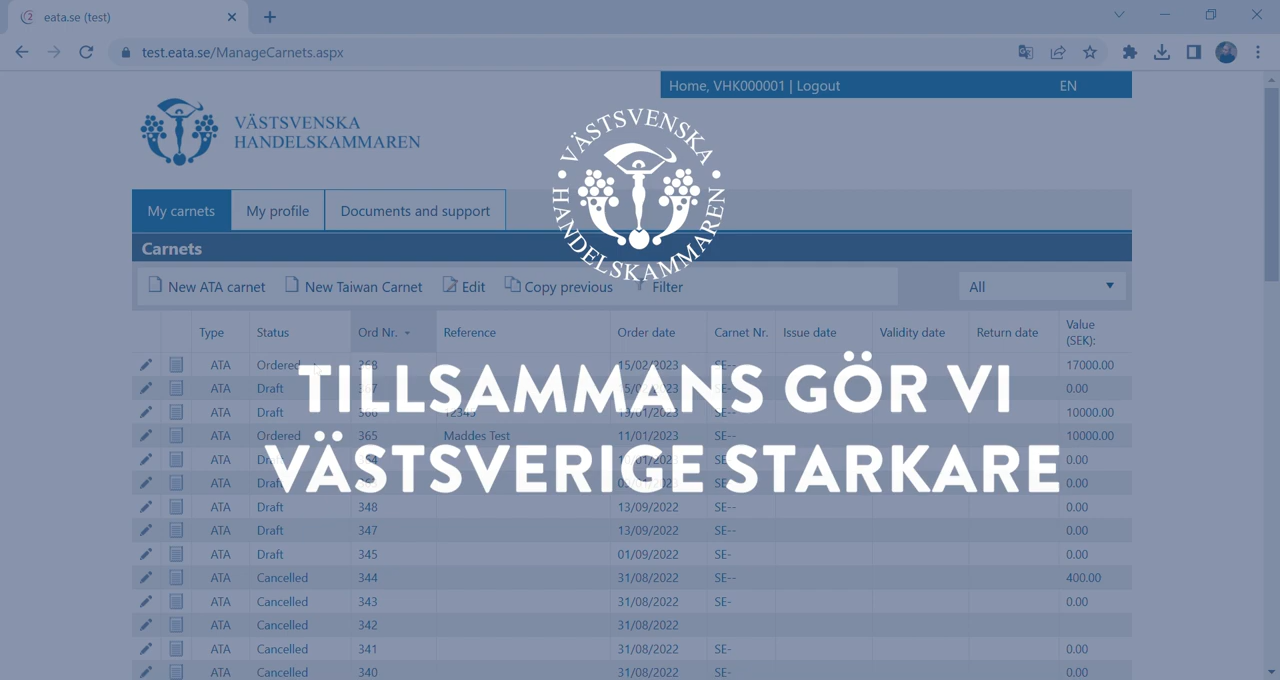 eata.se (test)
test.eata.se/ManageCarnets.aspx
Home, VHK000001 | Logout EN
VÄSTSVENSKA
HANDELSKAMMAREN
VÄSTSVENSKA HANDELSKAMMAREN
My carnets My profile Documents and support
Carnets
New ATA carnet New Taiwan Carnet Edit Copy previous Filter All
Type Status Ord Nr. Reference Order date Carnet Nr. Issue date Validity date Return date Value (SEK):
ATA Ordered 368 15/02/2023 SE-- 17000.00
ATA Draft 0.00
ATA Draft 366 12345 SE-- 10000.00
ATA Ordered 365 Maddes Test 11/01/2023 SE-- 10000.00
TILLSAMMANS GÖR VI
VÄSTSVERIGE STARKARE
ATA 0.00
ATA 0.00
ATA Draft 348 13/09/2022 SE-- 0.00
ATA Draft 347 13/09/2022 SE-- 0.00
ATA Draft 345 01/09/2022 SE- 0.00
ATA Cancelled 344 31/08/2022 SE-- 400.00
ATA Cancelled 343 31/08/2022 SE- 0.00
ATA Cancelled 342 31/08/2022
ATA Cancelled 341 31/08/2022 SE- 0.00
ATA Cancelled 340 31/08/2022 SE- 0.00